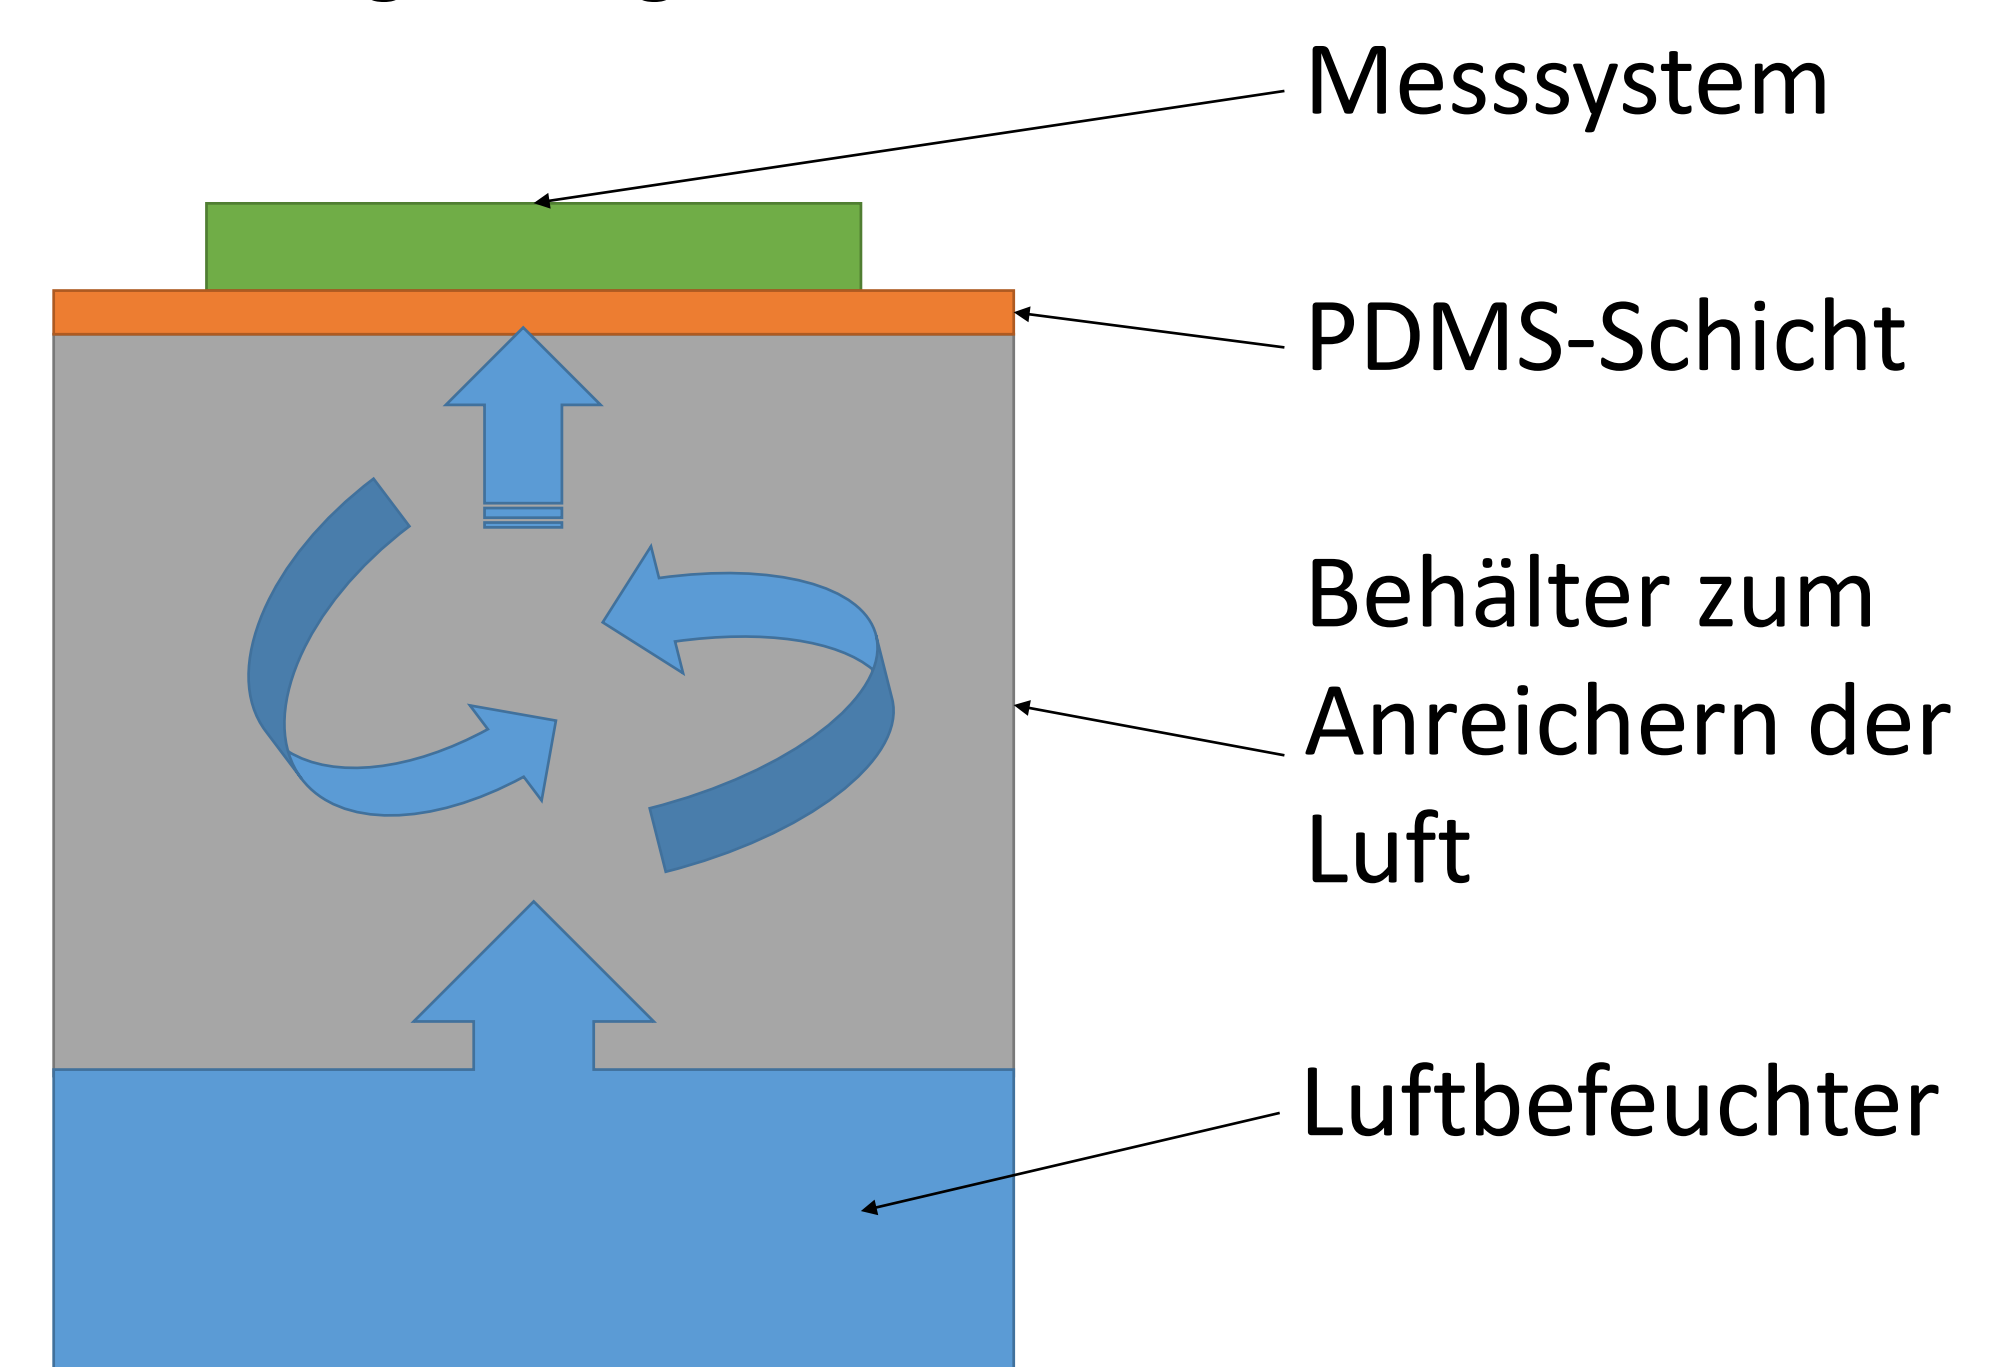 Messsystem
PDMS-Schicht
Behälter zum
Anreichern der
Luft
Luftbefeuchter